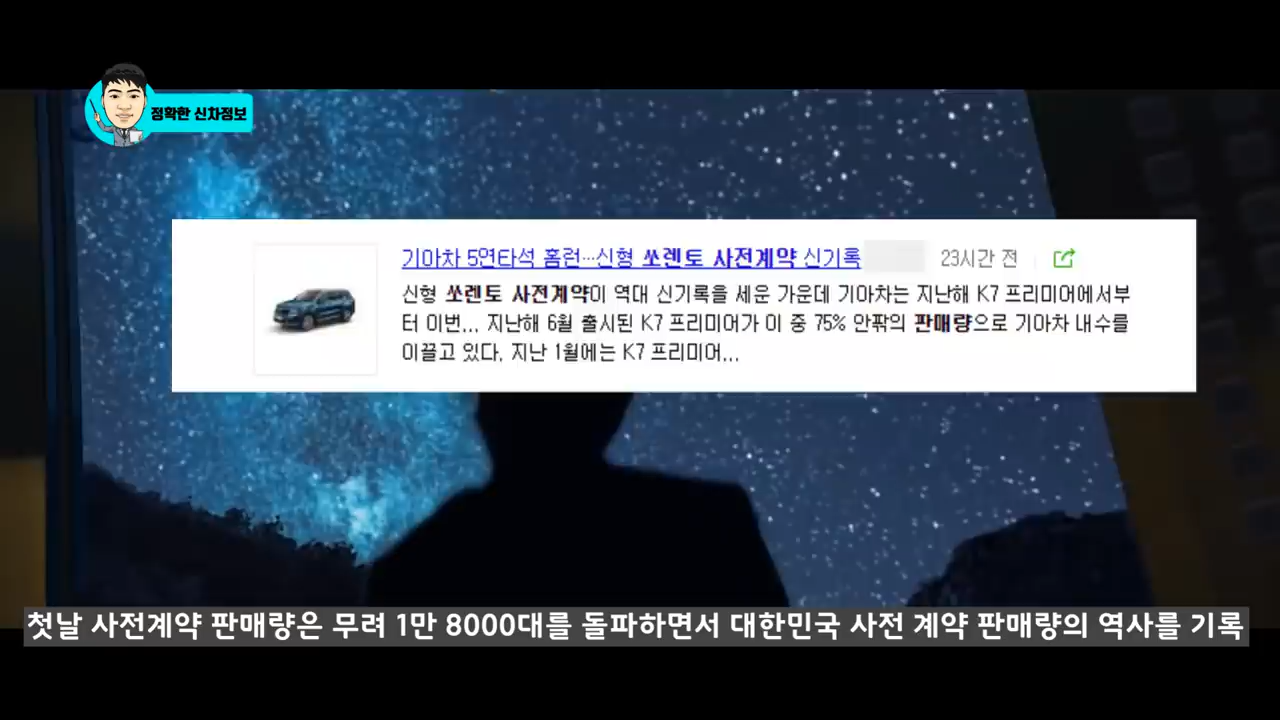 정확한 신차정보
기아차 5연타석 홈런…신형 쏘렌토 사전계약 신기록 23시간 전
신형 쏘렌토 사전계약이 역대 신기록을 세운 가운데 기아차는 지난해 K7 프리미어에서부
터 이번... 지난해 6월 출시된 K7 프리미어가 이 중 75% 안팎의 판매량으로 기아차 내수를
이끌고 있다. 지난 1월에는 K7 프리미어...
첫날 사전계약 판매량은 무려 1만 8000대를 돌파하면서 대한민국 사전 계약 판매량의 역사를 기록